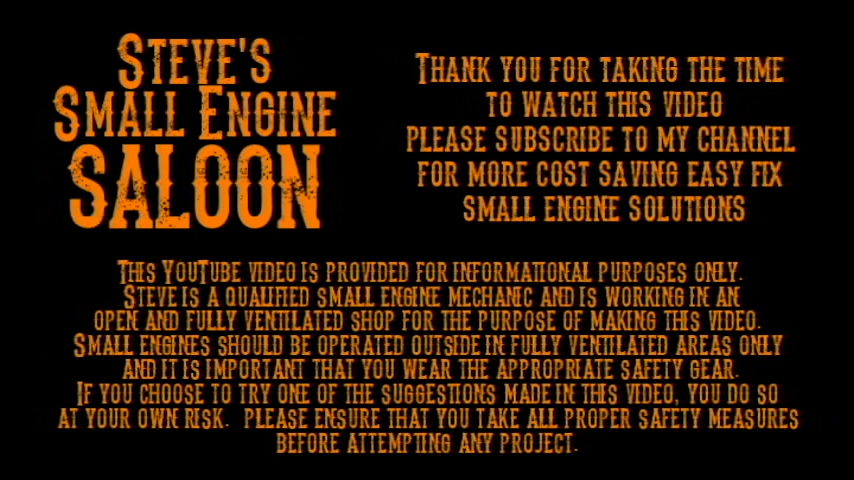 Steve's
Small Engine
SALOON
Thank you for taking the time
to watch this video
please subscribe to my channel
for more cost saving easy fix
small engine solutions
This YouTube video is provided for informational purposes only.
Steve is a qualified small engine mechanic and is working in an
open and fully ventilated shop for the purpose of making this video.
Small engines should be operated outside in fully ventilated areas only
and it is important that you wear the appropriate safety gear.
If you choose to try one of the suggestions made in this video, you do so
at your own risk.  please ensure that you take all proper safety measures
before attempting any project.